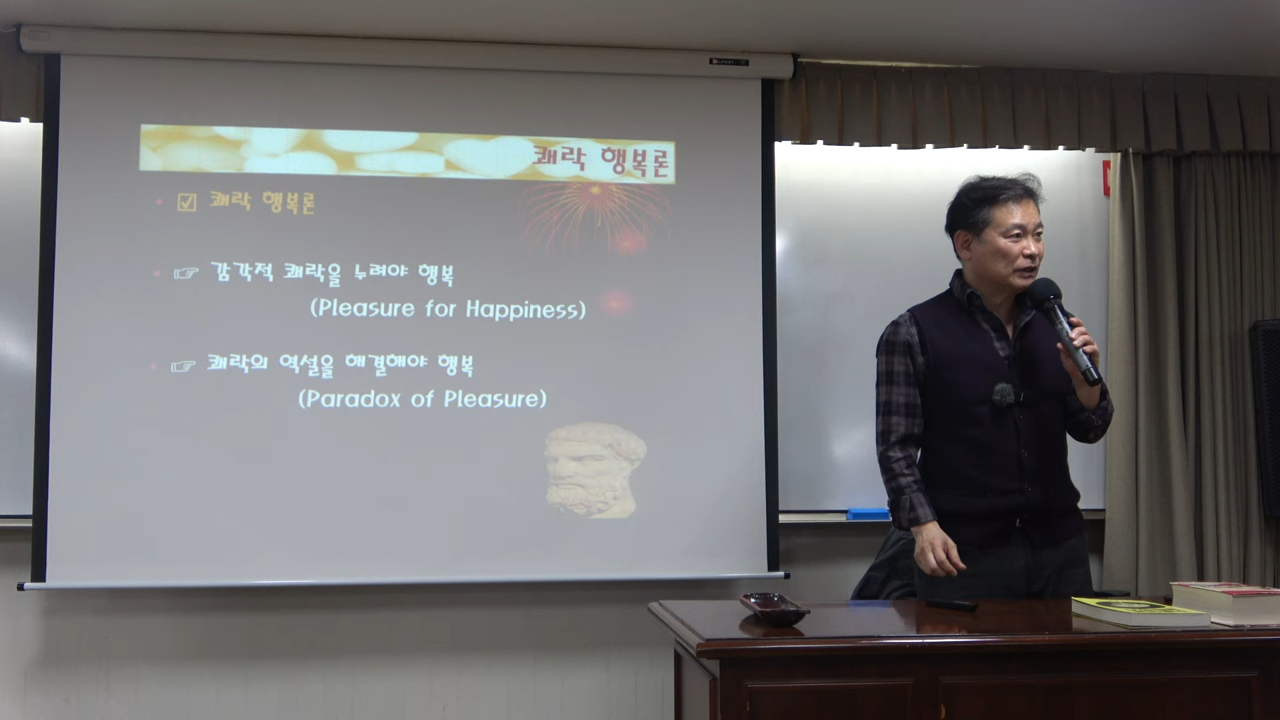 쾌락 행복론
☑ 쾌락 행복론
☞ 감각적 쾌락을 누려야 행복
(Pleasure for Happiness)
☞ 쾌락의 역설을 해결해야 행복
(Paradox of Pleasure)